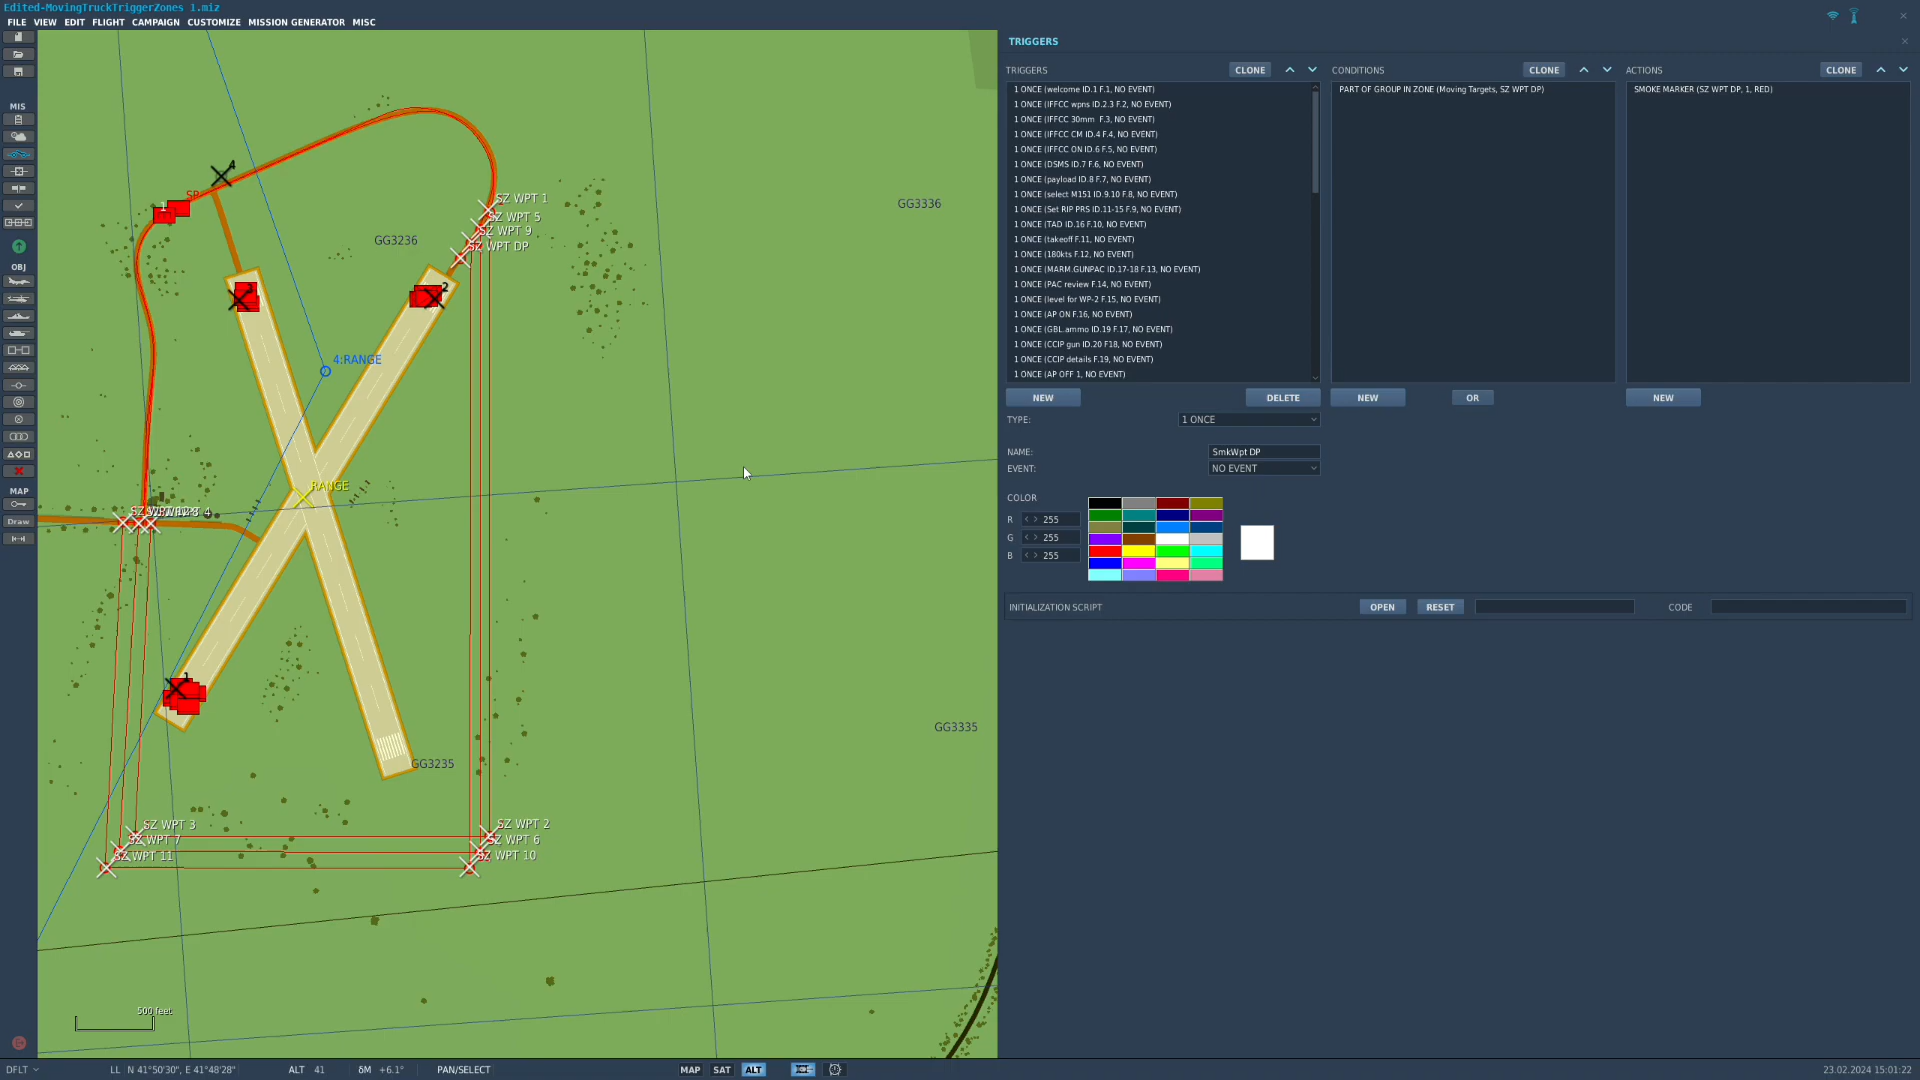 Edited-MovingTruckTriggerZones 1.miz
FILE VIEW EDIT FLIGHT CAMPAIGN CUSTOMIZE MISSION GENERATOR MISC
MIS
OBJ
MAP
Draw
4
SP
1
SZ WPT 1
SZ WPT 5
SZ WPT 9
SZ WPT DP
GG3336
GG3236
2
4:RANGE
RANGE
1
GG3335
GG3235
SZ WPT 3
SZ WPT 7
SZ WPT 11
SZ WPT 2
SZ WPT 6
SZ WPT 10
500 feet
TRIGGERS
TRIGGERS CLONE
1 ONCE (welcome ID.1 F.1, NO EVENT)
1 ONCE (IFFCC wpns ID.2.3 F.2, NO EVENT)
1 ONCE (IFFCC 30mm  F.3, NO EVENT)
1 ONCE (IFFCC CM ID.4 F.4, NO EVENT)
1 ONCE (IFFCC ON ID.6 F.5, NO EVENT)
1 ONCE (DSMS ID.7 F.6, NO EVENT)
1 ONCE (payload ID.8 F.7, NO EVENT)
1 ONCE (select M151 ID.9.10 F.8, NO EVENT)
1 ONCE (Set RIP PRS ID.11-15 F.9, NO EVENT)
1 ONCE (TAD ID.16 F.10, NO EVENT)
1 ONCE (takeoff F.11, NO EVENT)
1 ONCE (180kts F.12, NO EVENT)
1 ONCE (MARM.GUNPAC ID.17-18 F.13, NO EVENT)
1 ONCE (PAC review F.14, NO EVENT)
1 ONCE (level for WP-2 F.15, NO EVENT)
1 ONCE (AP ON F.16, NO EVENT)
1 ONCE (GBL.ammo ID.19 F.17, NO EVENT)
1 ONCE (CCIP gun ID.20 F18, NO EVENT)
1 ONCE (CCIP details F.19, NO EVENT)
1 ONCE (AP OFF 1, NO EVENT)
NEW DELETE
CONDITIONS CLONE
PART OF GROUP IN ZONE (Moving Targets, SZ WPT DP)
NEW OR
ACTIONS CLONE
SMOKE MARKER (SZ WPT DP, 1, RED)
NEW
TYPE: 1 ONCE
NAME: SmkWpt DP
EVENT: NO EVENT
COLOR
R 255
G 255
B 255
INITIALIZATION SCRIPT OPEN RESET CODE
DFLT LL N 41°50'30", E 41°48'28" ALT 41 δM +6.1° PAN/SELECT MAP SAT ALT 23.02.2024 15:01:22